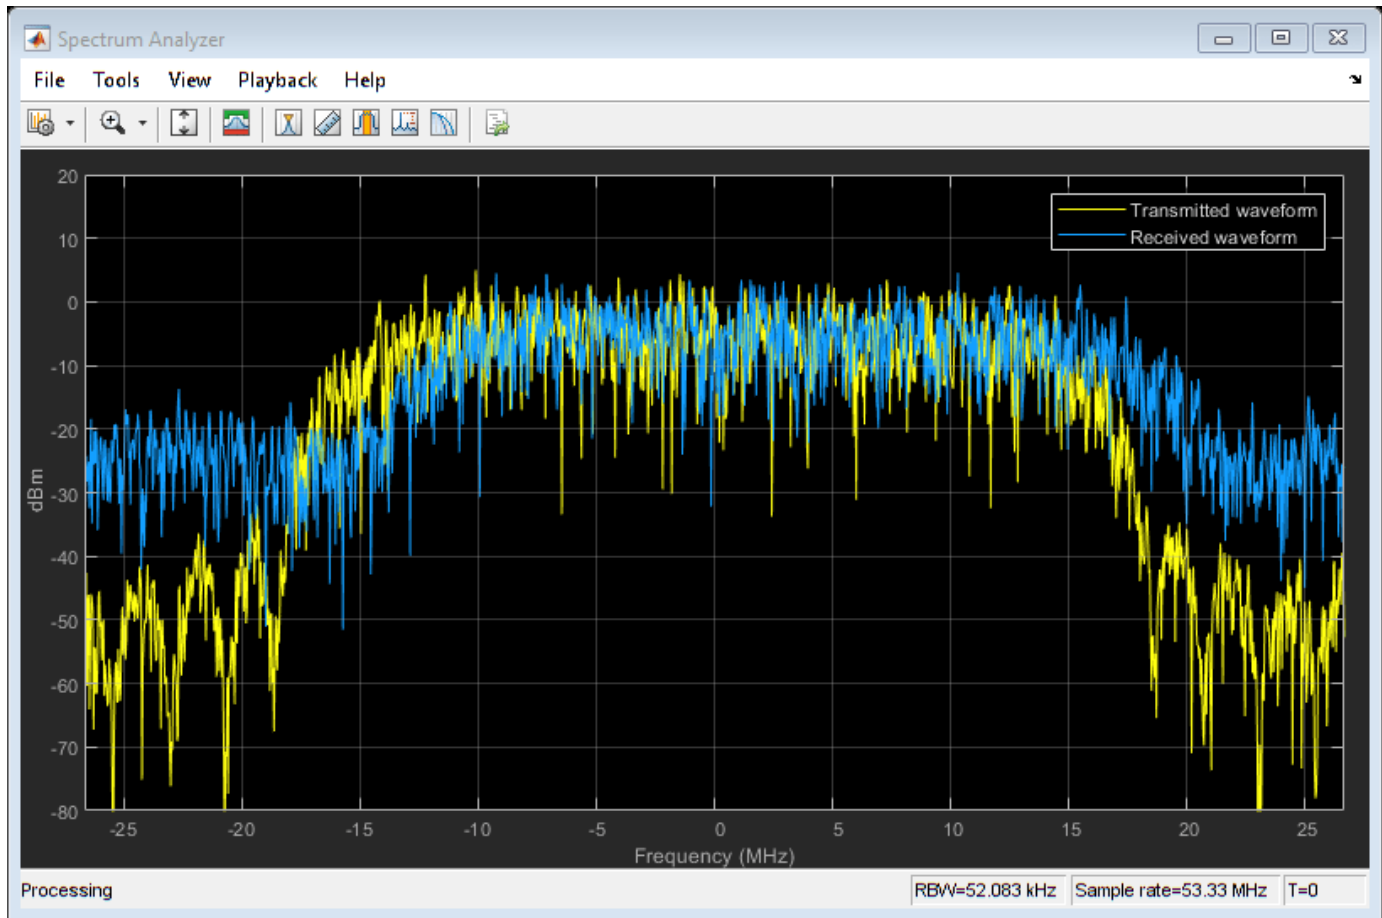 Spectrum Analyzer
File Tools View Playback Help
20
10
0
-10
-20
-30
-40
-50
-60
-70
-80
dBm
Transmitted waveform
Received waveform
-25 -20 -15 -10 -5 0 5 10 15 20 25
Frequency (MHz)
Processing RBW=52.083 kHz Sample rate=53.33 MHz T=0